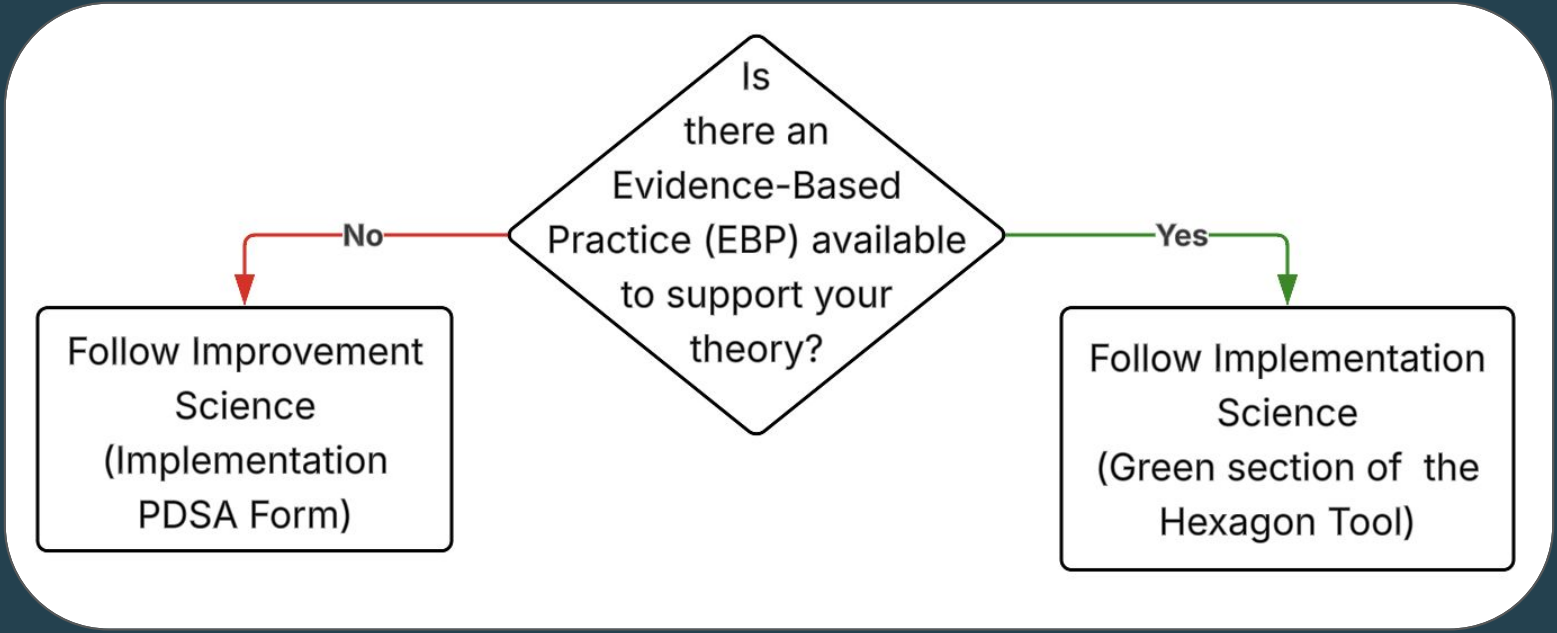 Is
there an
Evidence-Based
Practice (EBP) available
to support your
theory?
No
Yes
Follow Improvement
Science
(Implementation
PDSA Form)
Follow Implementation
Science
(Green section of  the
Hexagon Tool)